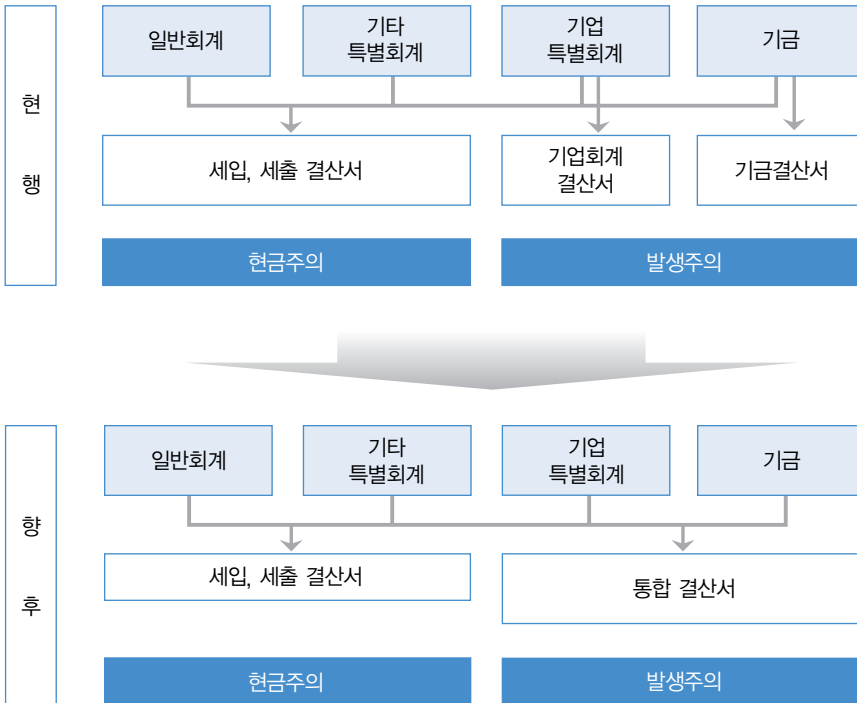 현
행
일반회계
기타
특별회계
기업
특별회계
기금
세입, 세출 결산서
기업회계
결산서
기금결산서
현금주의
발생주의
향
후
일반회계
기타
특별회계
기업
특별회계
기금
세입, 세출 결산서
통합 결산서
현금주의
발생주의